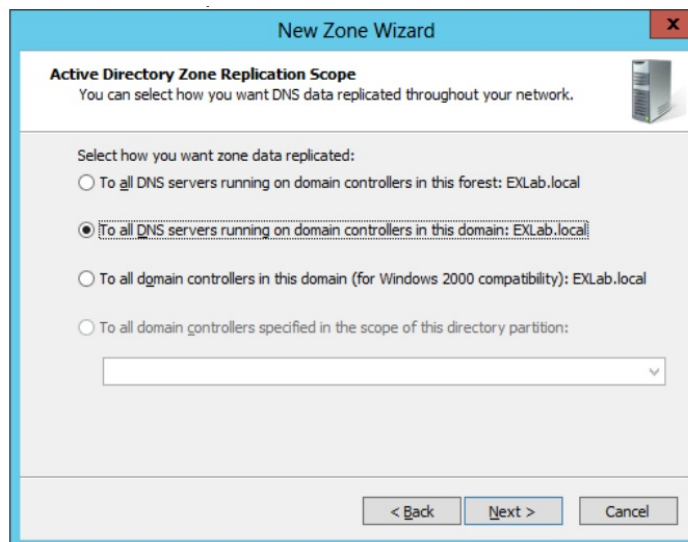 New Zone Wizard
x
Active Directory Zone Replication Scope
You can select how you want DNS data replicated throughout your network.
Select how you want zone data replicated:
To all DNS servers running on domain controllers in this forest: EXLab.local
To all DNS servers running on domain controllers in this domain: EXLab.local
To all domain controllers in this domain (for Windows 2000 compatibility): EXLab.local
To all domain controllers specified in the scope of this directory partition:
< Back Next > Cancel